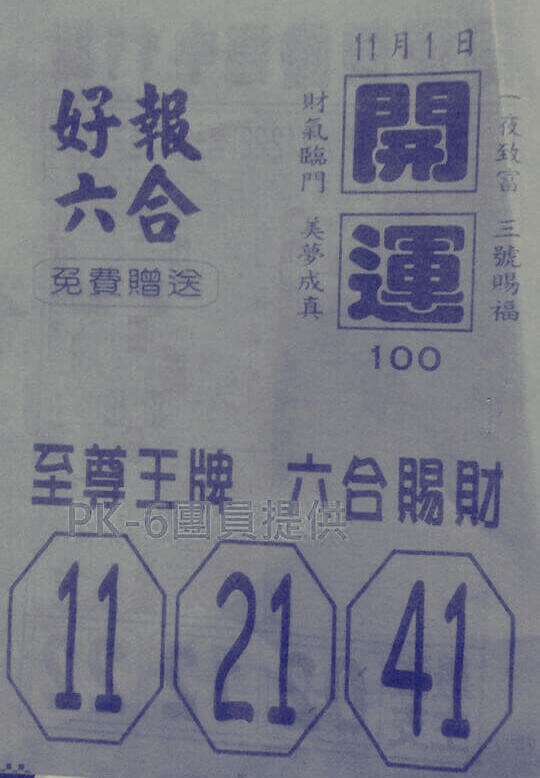 11月1日
好報
六合
免費贈送
一夜致富
三號賜福
開
運
財氣臨門
美夢成真
100
至尊王牌 六合賜財
PK-6團員提供
11 21 41